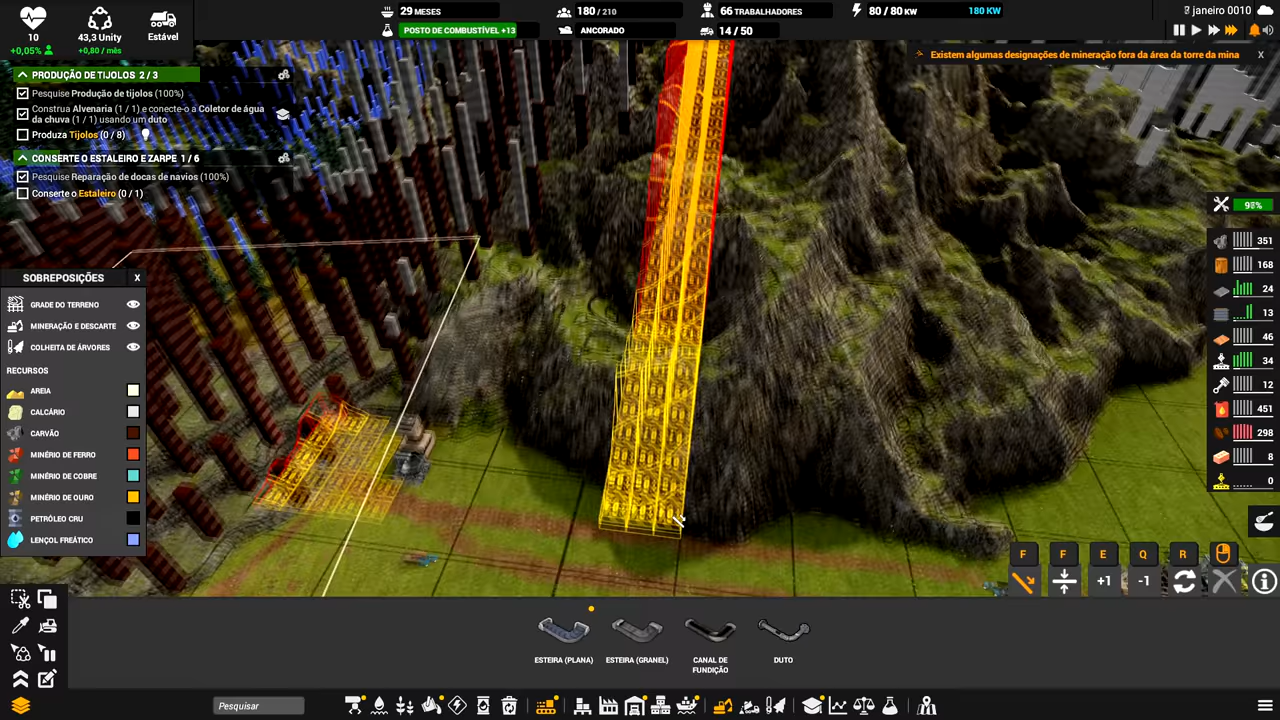 29 MESES
180 / 210
66 TRABALHADORES
80 / 80 KW
180 KW
janeiro 0010
10
43,3 Unity
Estável
+0,05%
+0,80 / mês
POSTO DE COMBUSTÍVEL +13
ANCORADO
14 / 50
Existem algumas designações de mineração fora da área da torre da mina
X
PRODUÇÃO DE TIJOLOS 2 / 3
Pesquise Produção de tijolos (100%)
Construa Alvenaria (1 / 1) e conecte-o a Coletor de água
da chuva (1 / 1) usando um duto
Produza Tijolos (0 / 8)
CONSERTE O ESTALEIRO E ZARPE 1 / 6
Pesquise Reparação de docas de navios (100%)
Conserte o Estaleiro (0 / 1)
SOBREPOSIÇÕES
X
GRADE DO TERRENO
MINERAÇÃO E DESCARTE
COLHEITA DE ÁRVORES
RECURSOS
AREIA
CALCÁRIO
CARVÃO
MINÉRIO DE FERRO
MINÉRIO DE COBRE
MINÉRIO DE OURO
PETRÓLEO CRU
LENÇOL FREÁTICO
351
168
24
13
46
34
12
451
298
8
0
F
F
E
Q
R
+1
-1
ESTEIRA (PLANA)
ESTEIRA (GRANEL)
CANAL DE
FUNDIÇÃO
DUTO
Pesquisar